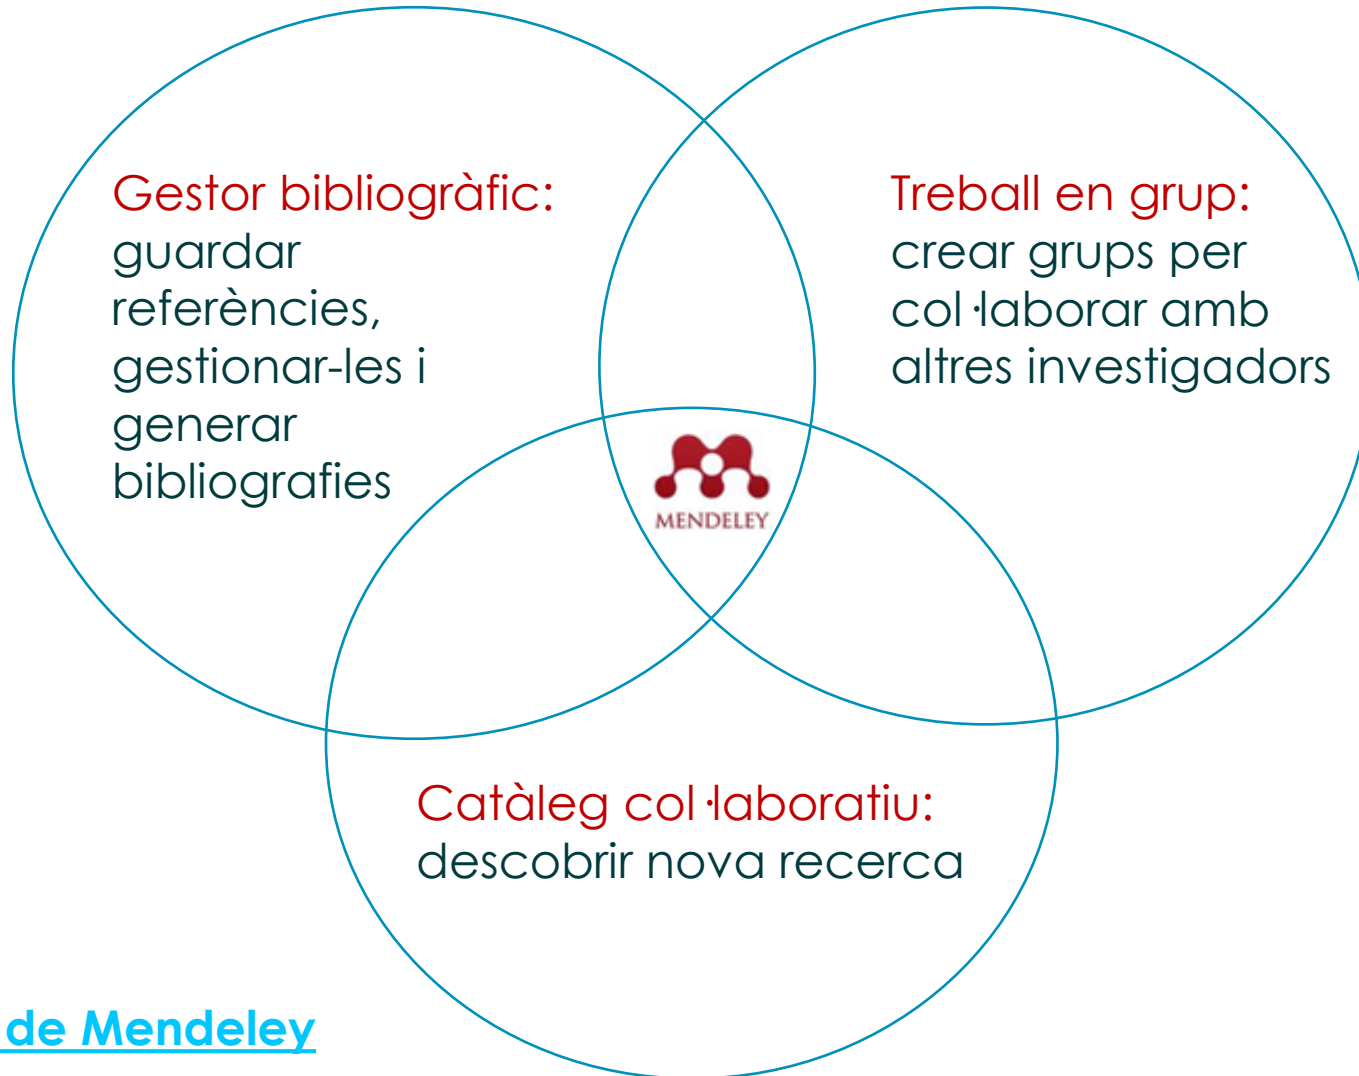 Gestor bibliogràfic:
guardar
referències,
gestionar-les i
generar
bibliografies
Treball en grup:
crear grups per
col·laborar amb
altres investigadors
MENDELEY
Catàleg col·laboratiu:
descobrir nova recerca
de Mendeley